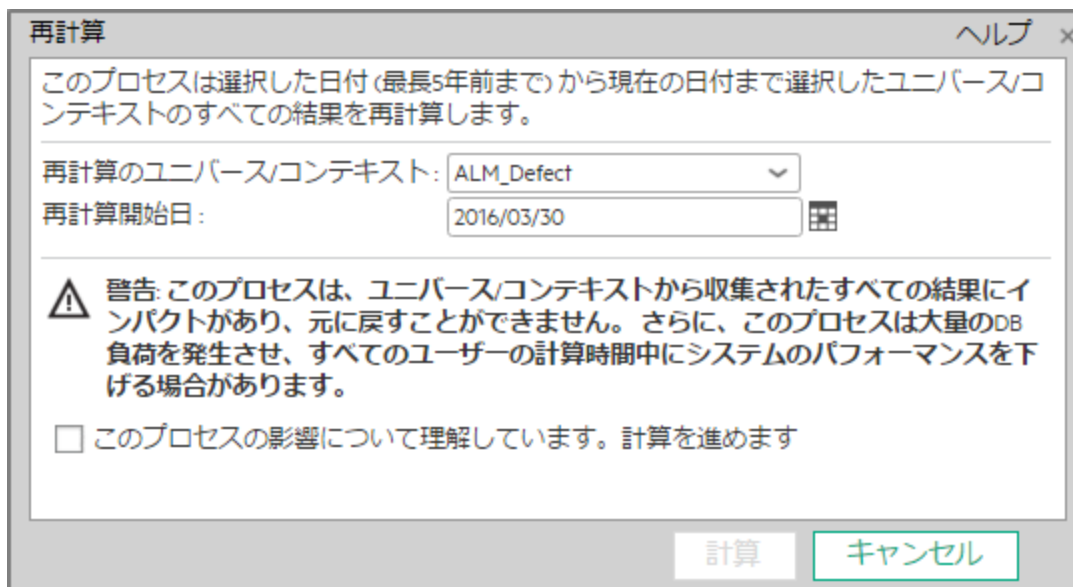 再計算 ヘルプ ×
このプロセスは選択した日付 (最長5年前まで) から現在の日付まで選択したユニバース/コ
ンテキストのすべての結果を再計算します。
再計算のユニバース/コンテキスト: ALM_Defect
再計算開始日: 2016/03/30
警告: このプロセスは、ユニバース/コンテキストから収集されたすべての結果にイ
ンパクトがあり、元に戻すことができません。 さらに、このプロセスは大量のDB
負荷を発生させ、すべてのユーザーの計算時間中にシステムのパフォーマンスを下
げる場合があります。
このプロセスの影響について理解しています。計算を進めます
計算 キャンセル